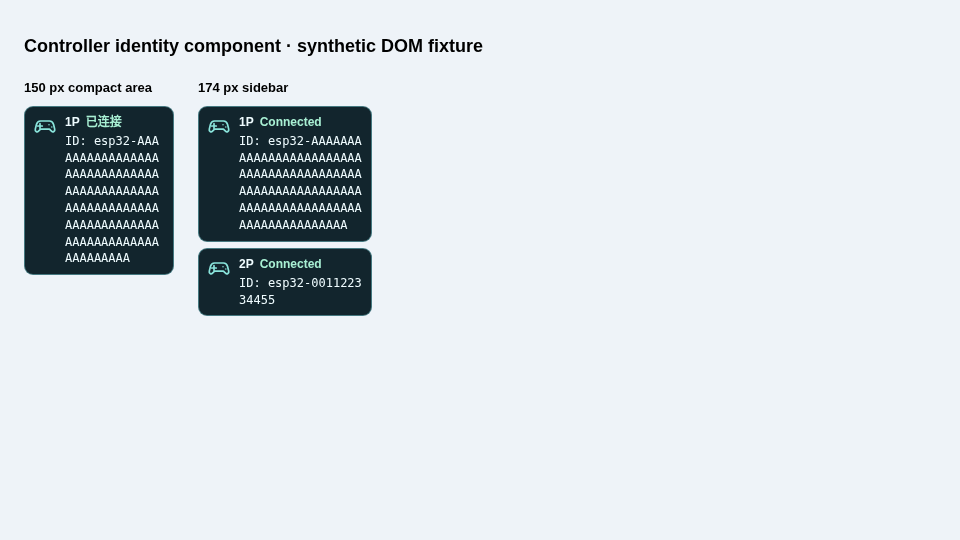 Controller identity component · synthetic DOM fixture
150 px compact area
1P 已连接
ID: esp32-AAA
AAAAAAAAAAAAA
AAAAAAAAAAAAA
AAAAAAAAAAAAA
AAAAAAAAAAAAA
AAAAAAAAAAAAA
AAAAAAAAAAAAA
AAAAAAAAA
174 px sidebar
1P Connected
ID: esp32-AAAAAAA
AAAAAAAAAAAAAAAAA
AAAAAAAAAAAAAAAAA
AAAAAAAAAAAAAAAAA
AAAAAAAAAAAAAAAAA
AAAAAAAAAAAAAAA
2P Connected
ID: esp32-0011223
34455